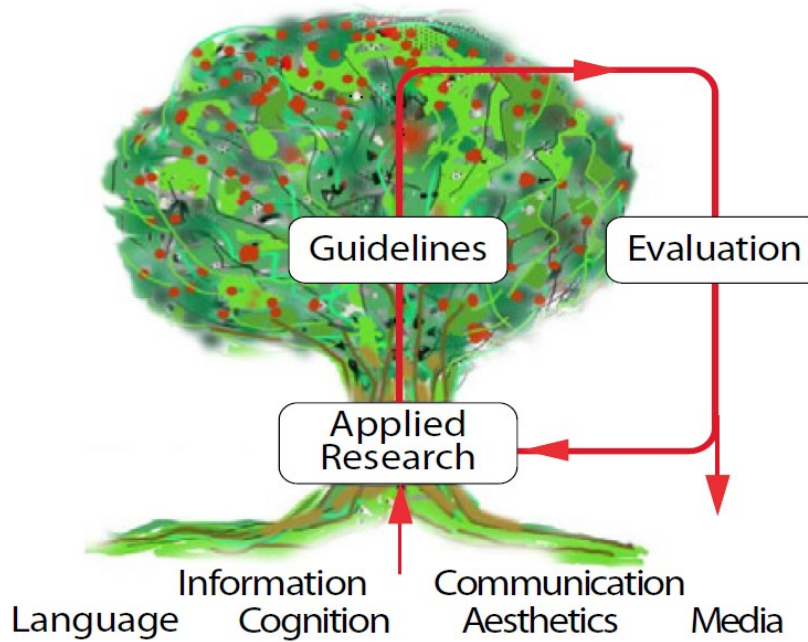 Guidelines
Evaluation
Applied
Research
Information Communication
Language Cognition Aesthetics Media